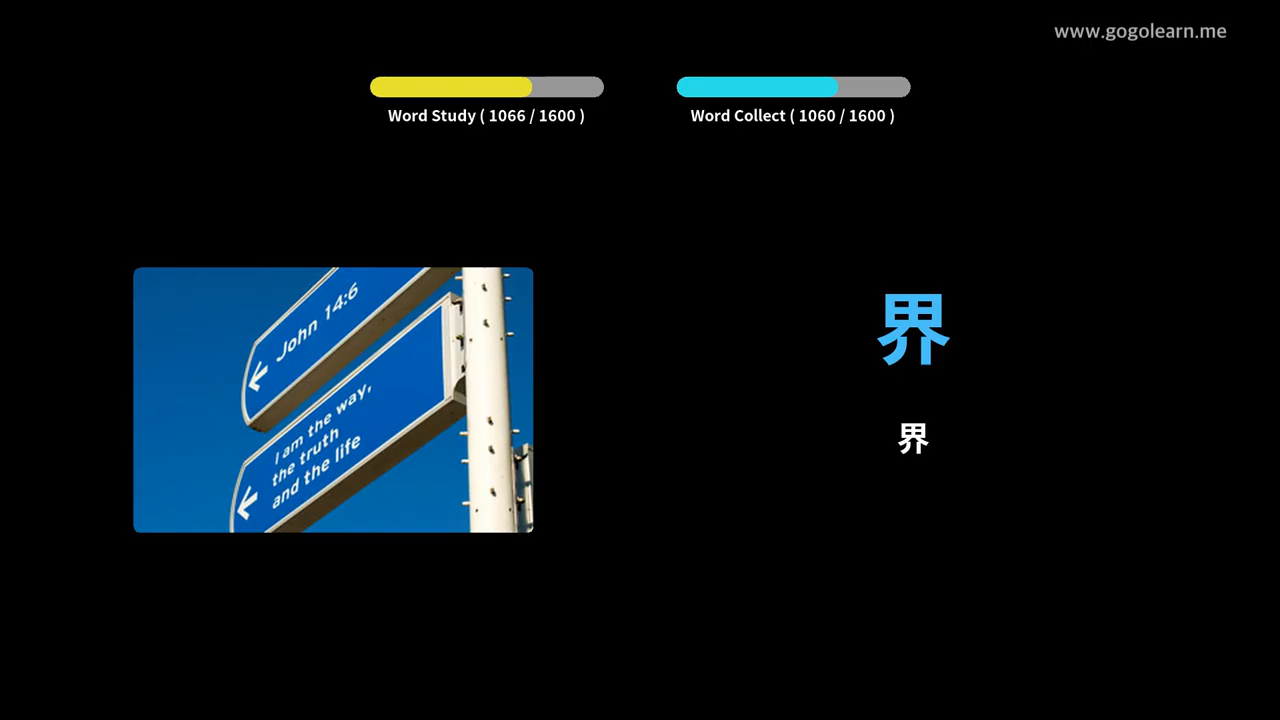 www.gogolearn.me
Word Study ( 1066 / 1600 )
Word Collect ( 1060 / 1600 )
John 14:6
I am the way,
the truth
and the life
界
界